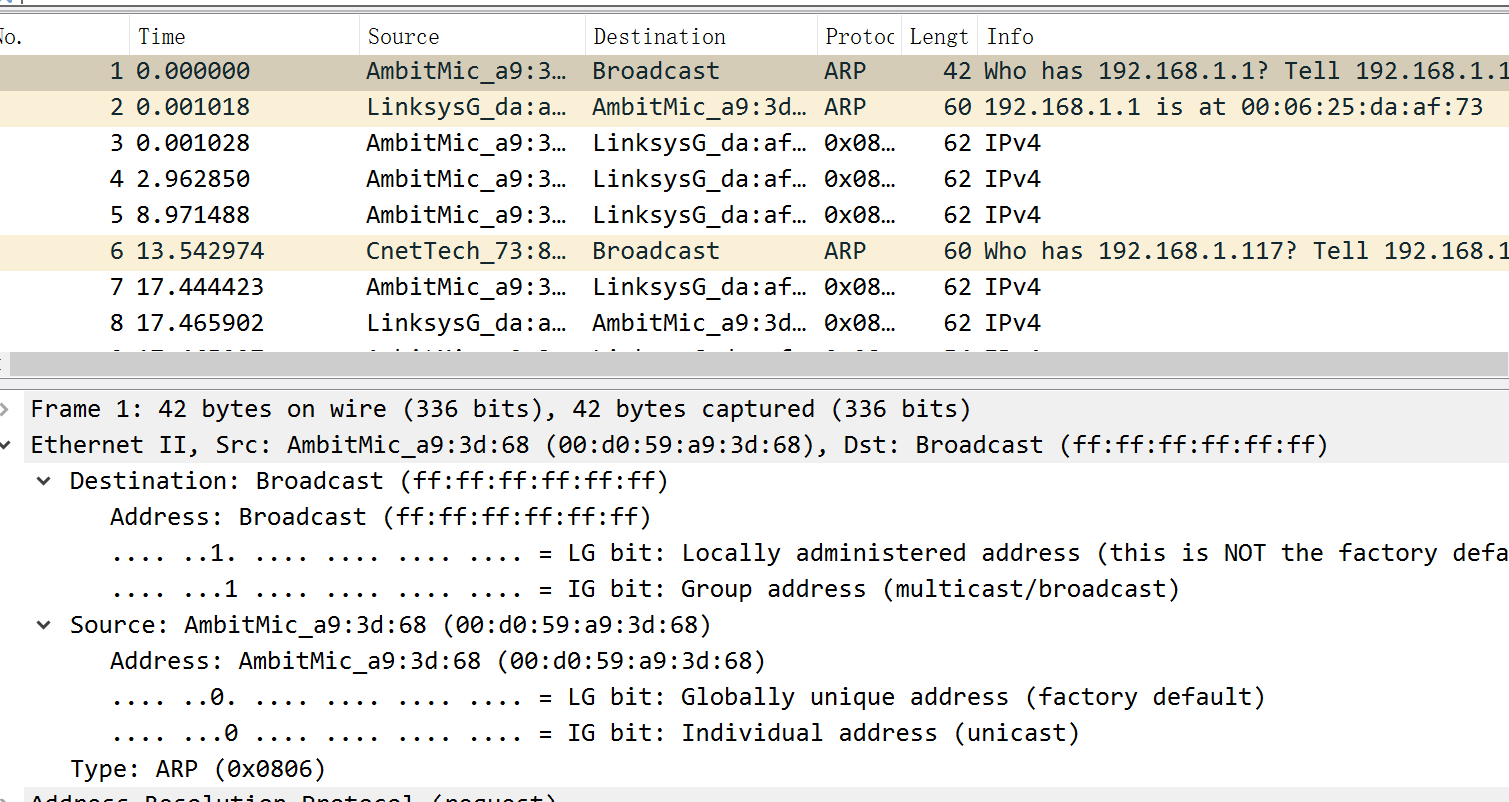 No. Time Source Destination Protoc Lengt Info
1 0.000000 AmbitMic_a9:3… Broadcast ARP 42 Who has 192.168.1.1? Tell 192.168.1.1
2 0.001018 LinksysG_da:a… AmbitMic_a9:3d… ARP 60 192.168.1.1 is at 00:06:25:da:af:73
3 0.001028 AmbitMic_a9:3… LinksysG_da:af… 0x08… 62 IPv4
4 2.962850 AmbitMic_a9:3… LinksysG_da:af… 0x08… 62 IPv4
5 8.971488 AmbitMic_a9:3… LinksysG_da:af… 0x08… 62 IPv4
6 13.542974 CnetTech_73:8… Broadcast ARP 60 Who has 192.168.1.117? Tell 192.168.1
7 17.444423 AmbitMic_a9:3… LinksysG_da:af… 0x08… 62 IPv4
8 17.465902 LinksysG_da:a… AmbitMic_a9:3d… 0x08… 62 IPv4
Frame 1: 42 bytes on wire (336 bits), 42 bytes captured (336 bits)
Ethernet II, Src: AmbitMic_a9:3d:68 (00:d0:59:a9:3d:68), Dst: Broadcast (ff:ff:ff:ff:ff:ff)
Destination: Broadcast (ff:ff:ff:ff:ff:ff)
Address: Broadcast (ff:ff:ff:ff:ff:ff)
.... ..1. .... .... .... .... = LG bit: Locally administered address (this is NOT the factory defa
.... ...1 .... .... .... .... = IG bit: Group address (multicast/broadcast)
Source: AmbitMic_a9:3d:68 (00:d0:59:a9:3d:68)
Address: AmbitMic_a9:3d:68 (00:d0:59:a9:3d:68)
.... ..0. .... .... .... .... = LG bit: Globally unique address (factory default)
.... ...0 .... .... .... .... = IG bit: Individual address (unicast)
Type: ARP (0x0806)
Address Resolution Protocol (request)